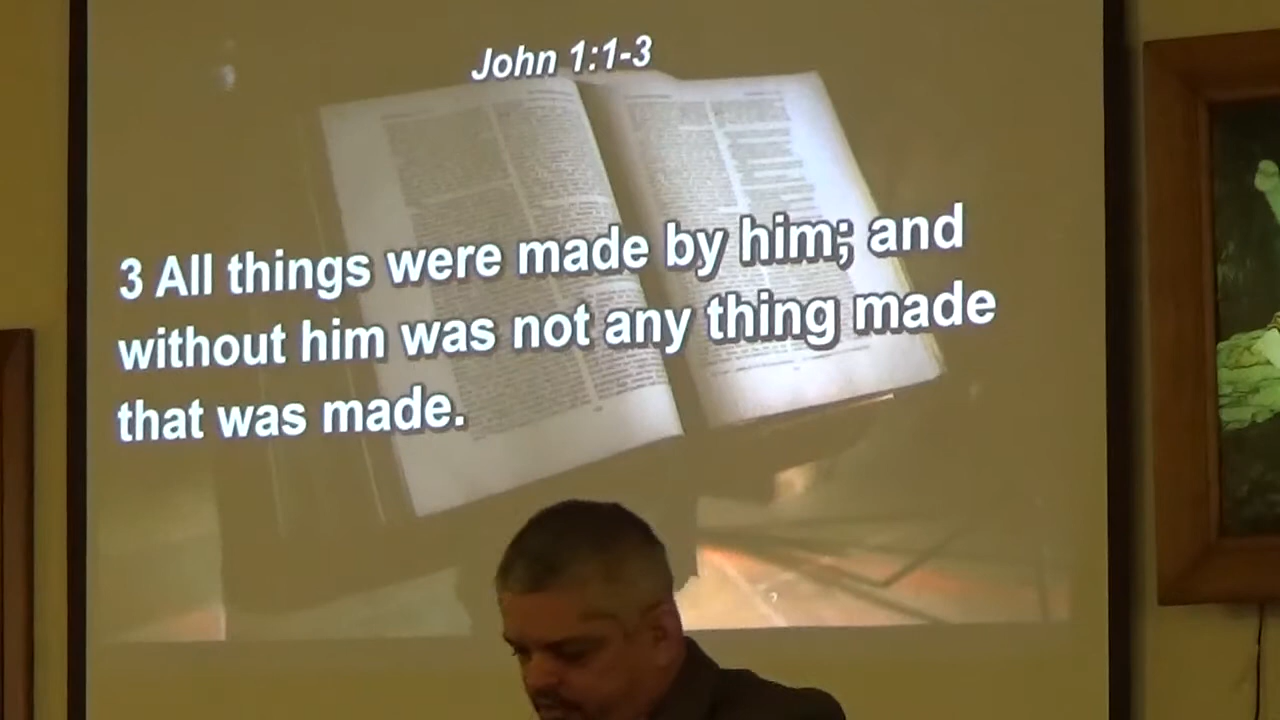 John 1:1-3
3 All things were made by him; and
without him was not any thing made
that was made.